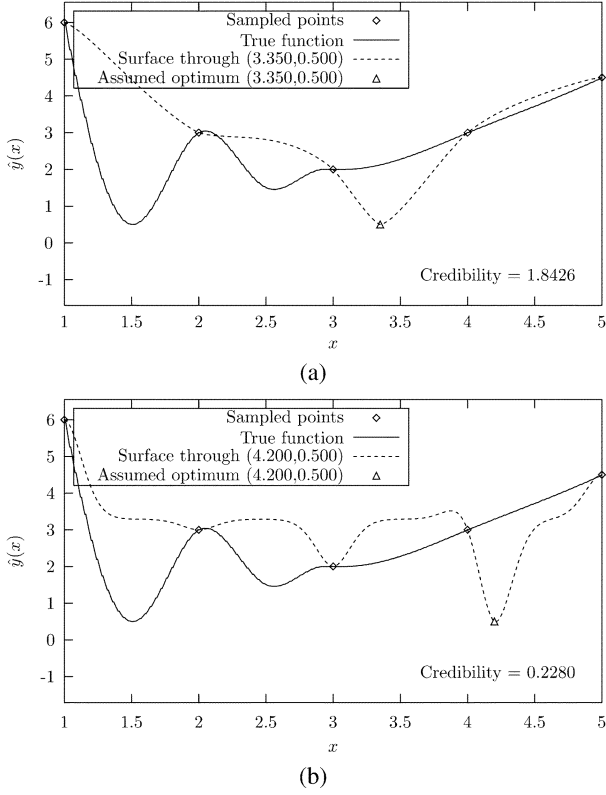 Sampled points
True function
Surface through (3.350,0.500)
Assumed optimum (3.350,0.500)
6
5
4
3
2
1
0
-1
ŷ(x)
Credibility = 1.8426
1 1.5 2 2.5 3 3.5 4 4.5 5
x
(a)
Sampled points
True function
Surface through (4.200,0.500)
Assumed optimum (4.200,0.500)
6
5
4
3
2
1
0
-1
ŷ(x)
Credibility = 0.2280
1 1.5 2 2.5 3 3.5 4 4.5 5
x
(b)